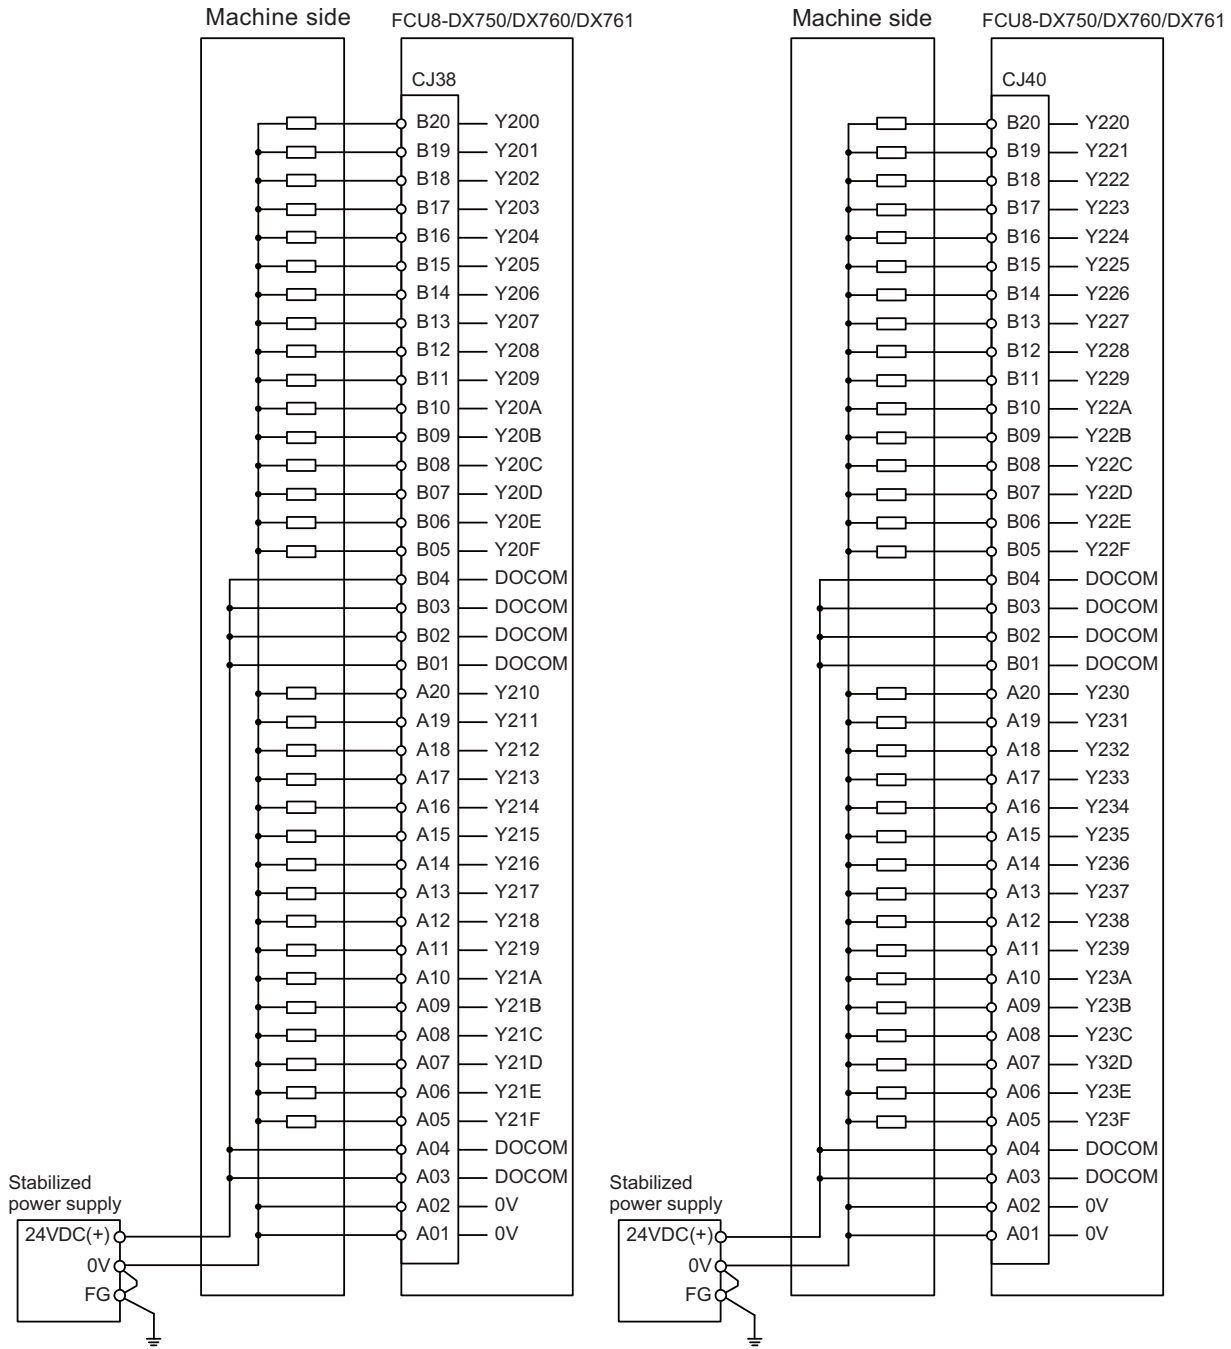 Machine side
FCU8-DX750/DX760/DX761
CJ38
B20 Y200
B19 Y201
B18 Y202
B17 Y203
B16 Y204
B15 Y205
B14 Y206
B13 Y207
B12 Y208
B11 Y209
B10 Y20A
B09 Y20B
B08 Y20C
B07 Y20D
B06 Y20E
B05 Y20F
B04 DOCOM
B03 DOCOM
B02 DOCOM
B01 DOCOM
A20 Y210
A19 Y211
A18 Y212
A17 Y213
A16 Y214
A15 Y215
A14 Y216
A13 Y217
A12 Y218
A11 Y219
A10 Y21A
A09 Y21B
A08 Y21C
A07 Y21D
A06 Y21E
A05 Y21F
A04 DOCOM
A03 DOCOM
A02 0V
A01 0V
Stabilized
power supply
24VDC(+)
0V
FG
Machine side
FCU8-DX750/DX760/DX761
CJ40
B20 Y220
B19 Y221
B18 Y222
B17 Y223
B16 Y224
B15 Y225
B14 Y226
B13 Y227
B12 Y228
B11 Y229
B10 Y22A
B09 Y22B
B08 Y22C
B07 Y22D
B06 Y22E
B05 Y22F
B04 DOCOM
B03 DOCOM
B02 DOCOM
B01 DOCOM
A20 Y230
A19 Y231
A18 Y232
A17 Y233
A16 Y234
A15 Y235
A14 Y236
A13 Y237
A12 Y238
A11 Y239
A10 Y23A
A09 Y23B
A08 Y23C
A07 Y32D
A06 Y23E
A05 Y23F
A04 DOCOM
A03 DOCOM
A02 0V
A01 0V
Stabilized
power supply
24VDC(+)
0V
FG